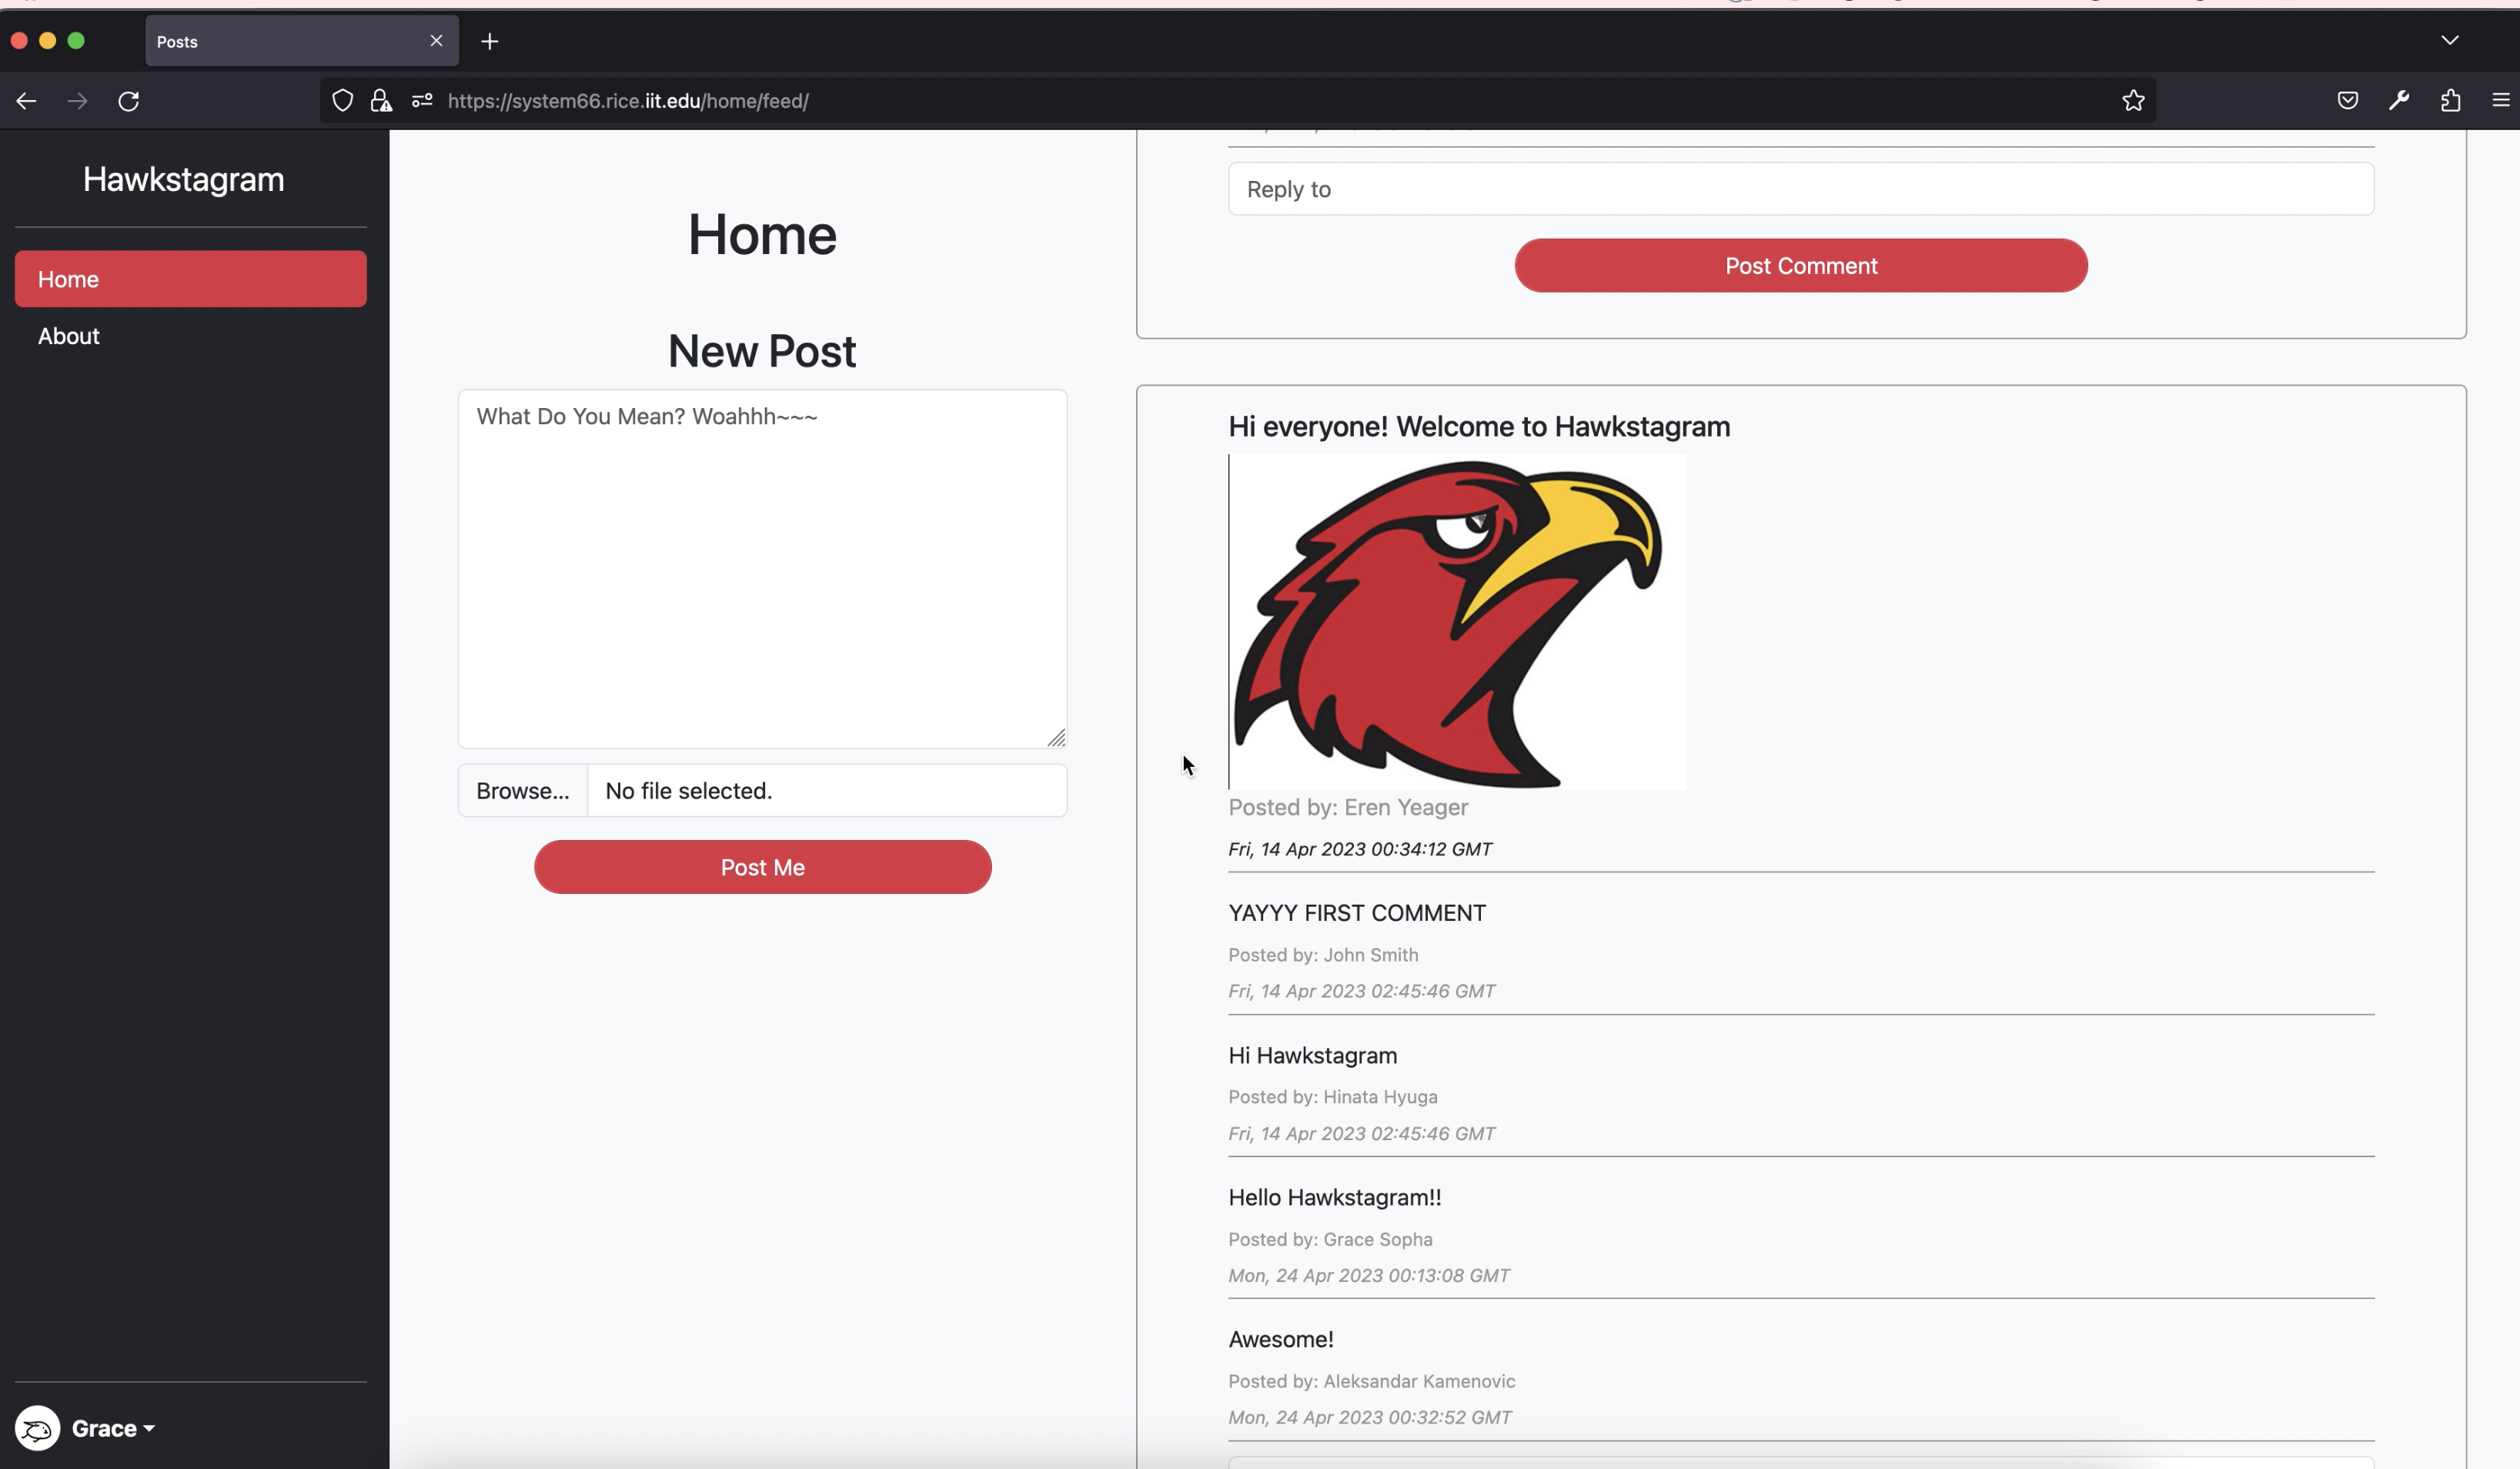 Posts
https://system66.rice.iit.edu/home/feed/
Hawkstagram
Home
About
Grace
Home
New Post
What Do You Mean? Woahhh~~~
Browse... No file selected.
Post Me
Reply to
Post Comment
Hi everyone! Welcome to Hawkstagram
Posted by: Eren Yeager
Fri, 14 Apr 2023 00:34:12 GMT
YAYYY FIRST COMMENT
Posted by: John Smith
Fri, 14 Apr 2023 02:45:46 GMT
Hi Hawkstagram
Posted by: Hinata Hyuga
Fri, 14 Apr 2023 02:45:46 GMT
Hello Hawkstagram!!
Posted by: Grace Sopha
Mon, 24 Apr 2023 00:13:08 GMT
Awesome!
Posted by: Aleksandar Kamenovic
Mon, 24 Apr 2023 00:32:52 GMT